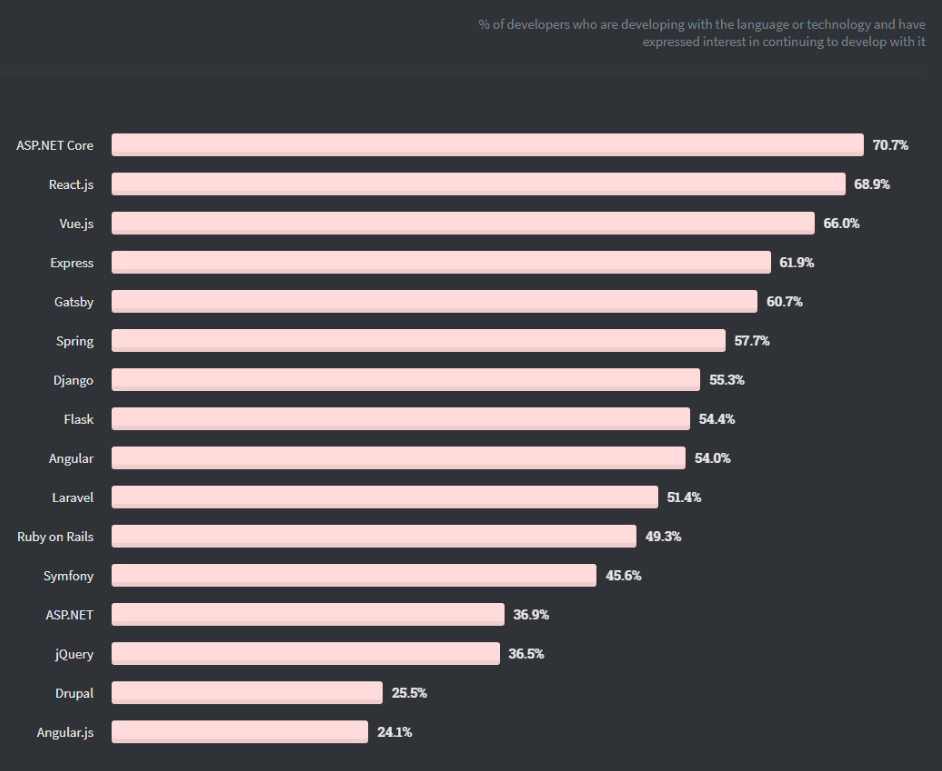 % of developers who are developing with the language or technology and have
expressed interest in continuing to develop with it
ASP.NET Core 70.7%
React.js 68.9%
Vue.js 66.0%
Express 61.9%
Gatsby 60.7%
Spring 57.7%
Django 55.3%
Flask 54.4%
Angular 54.0%
Laravel 51.4%
Ruby on Rails 49.3%
Symfony 45.6%
ASP.NET 36.9%
jQuery 36.5%
Drupal 25.5%
Angular.js 24.1%